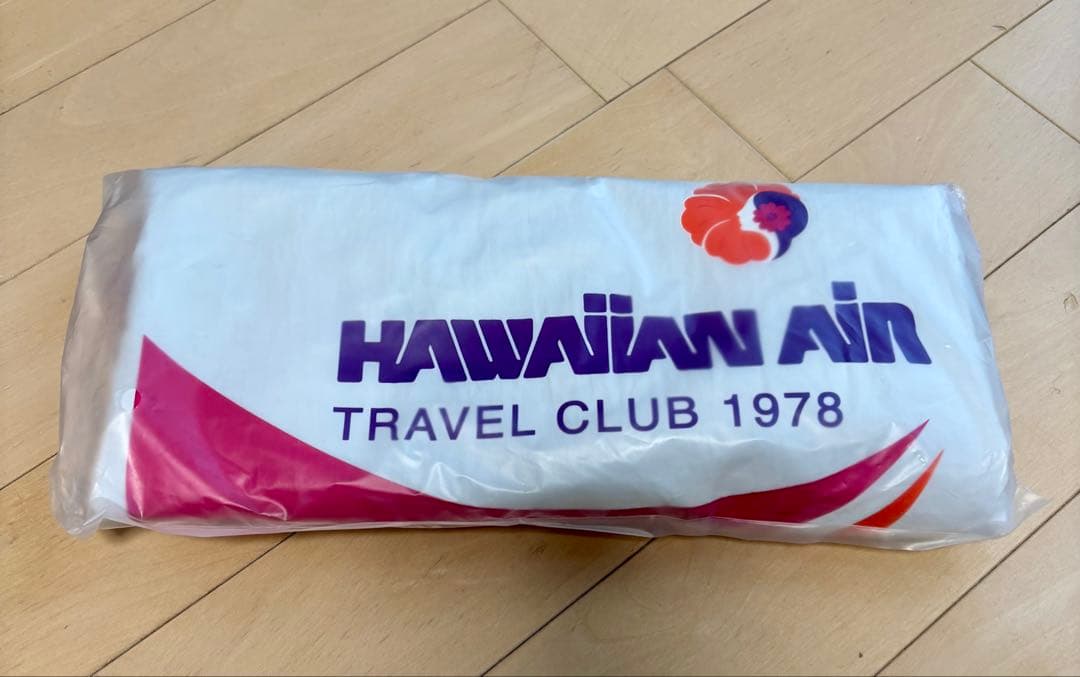 HAWAIIAN AIR
TRAVEL CLUB 1978